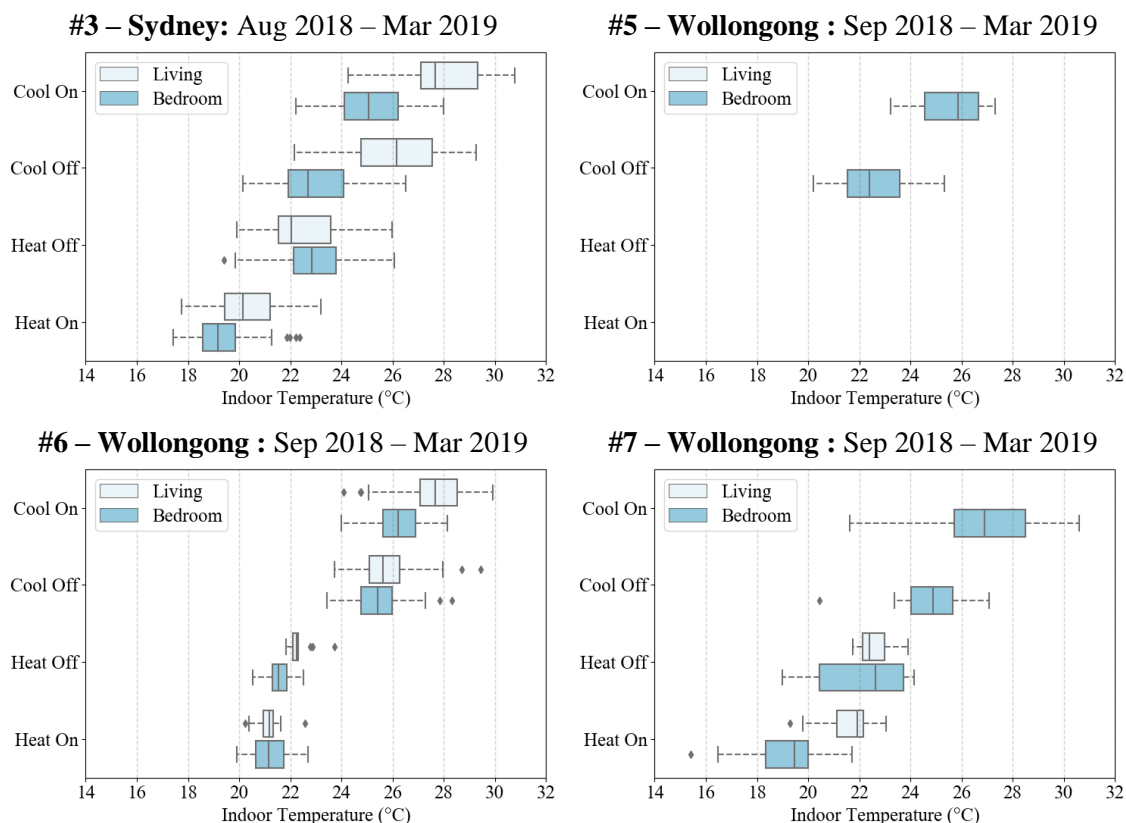 #3 – Sydney: Aug 2018 – Mar 2019
Living
Bedroom
Cool On
Cool Off
Heat Off
Heat On
14 16 18 20 22 24 26 28 30 32
Indoor Temperature (°C)
#5 – Wollongong : Sep 2018 – Mar 2019
Living
Bedroom
Cool On
Cool Off
Heat Off
Heat On
14 16 18 20 22 24 26 28 30 32
Indoor Temperature (°C)
#6 – Wollongong : Sep 2018 – Mar 2019
Living
Bedroom
Cool On
Cool Off
Heat Off
Heat On
14 16 18 20 22 24 26 28 30 32
Indoor Temperature (°C)
#7 – Wollongong : Sep 2018 – Mar 2019
Living
Bedroom
Cool On
Cool Off
Heat Off
Heat On
14 16 18 20 22 24 26 28 30 32
Indoor Temperature (°C)